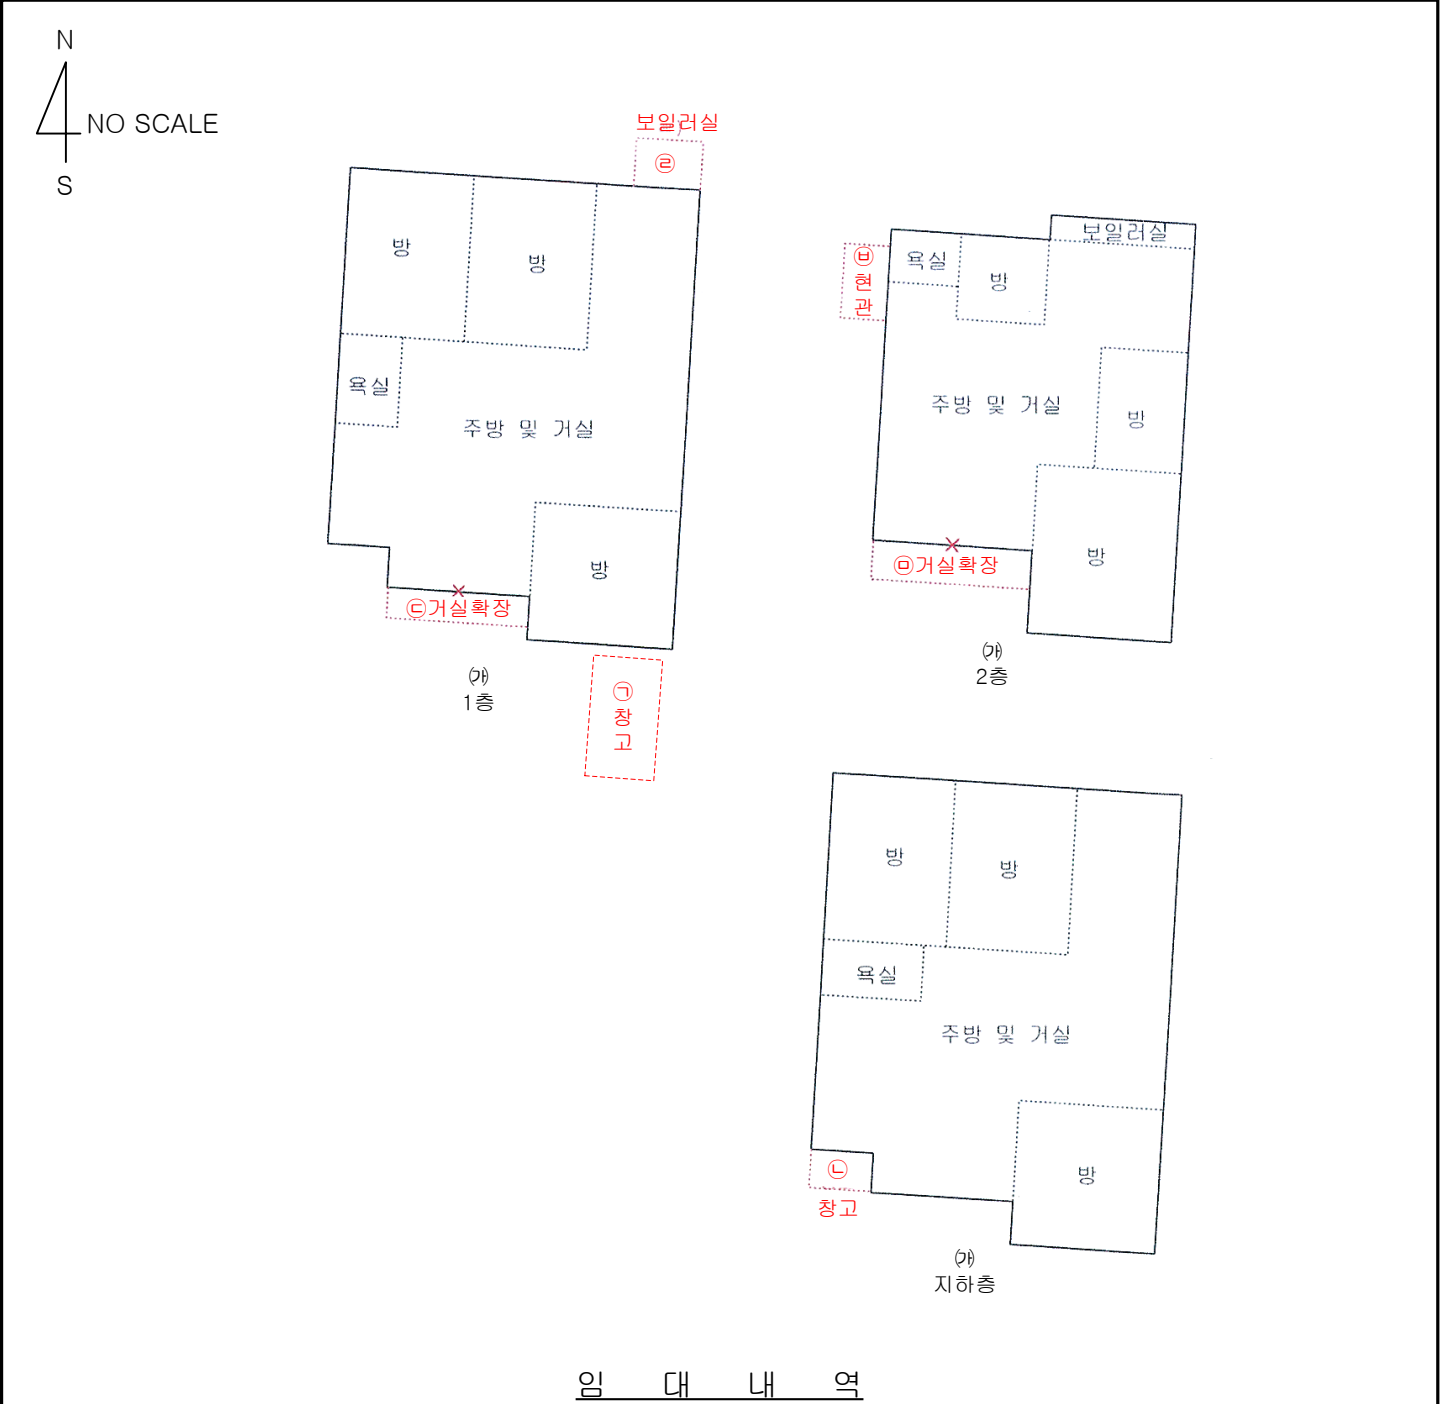 N
NO SCALE
S
보일러실
㉣
방
방
욕실
주방 및 거실
방
㉢거실확장
㈎
1층
㉠
창
고
보일러실
㉥
현
관
욕실
방
주방 및 거실
방
㉤거실확장
방
㈎
2층
방
방
욕실
주방 및 거실
방
㉡
창고
㈎
지하층
임 대 내 역